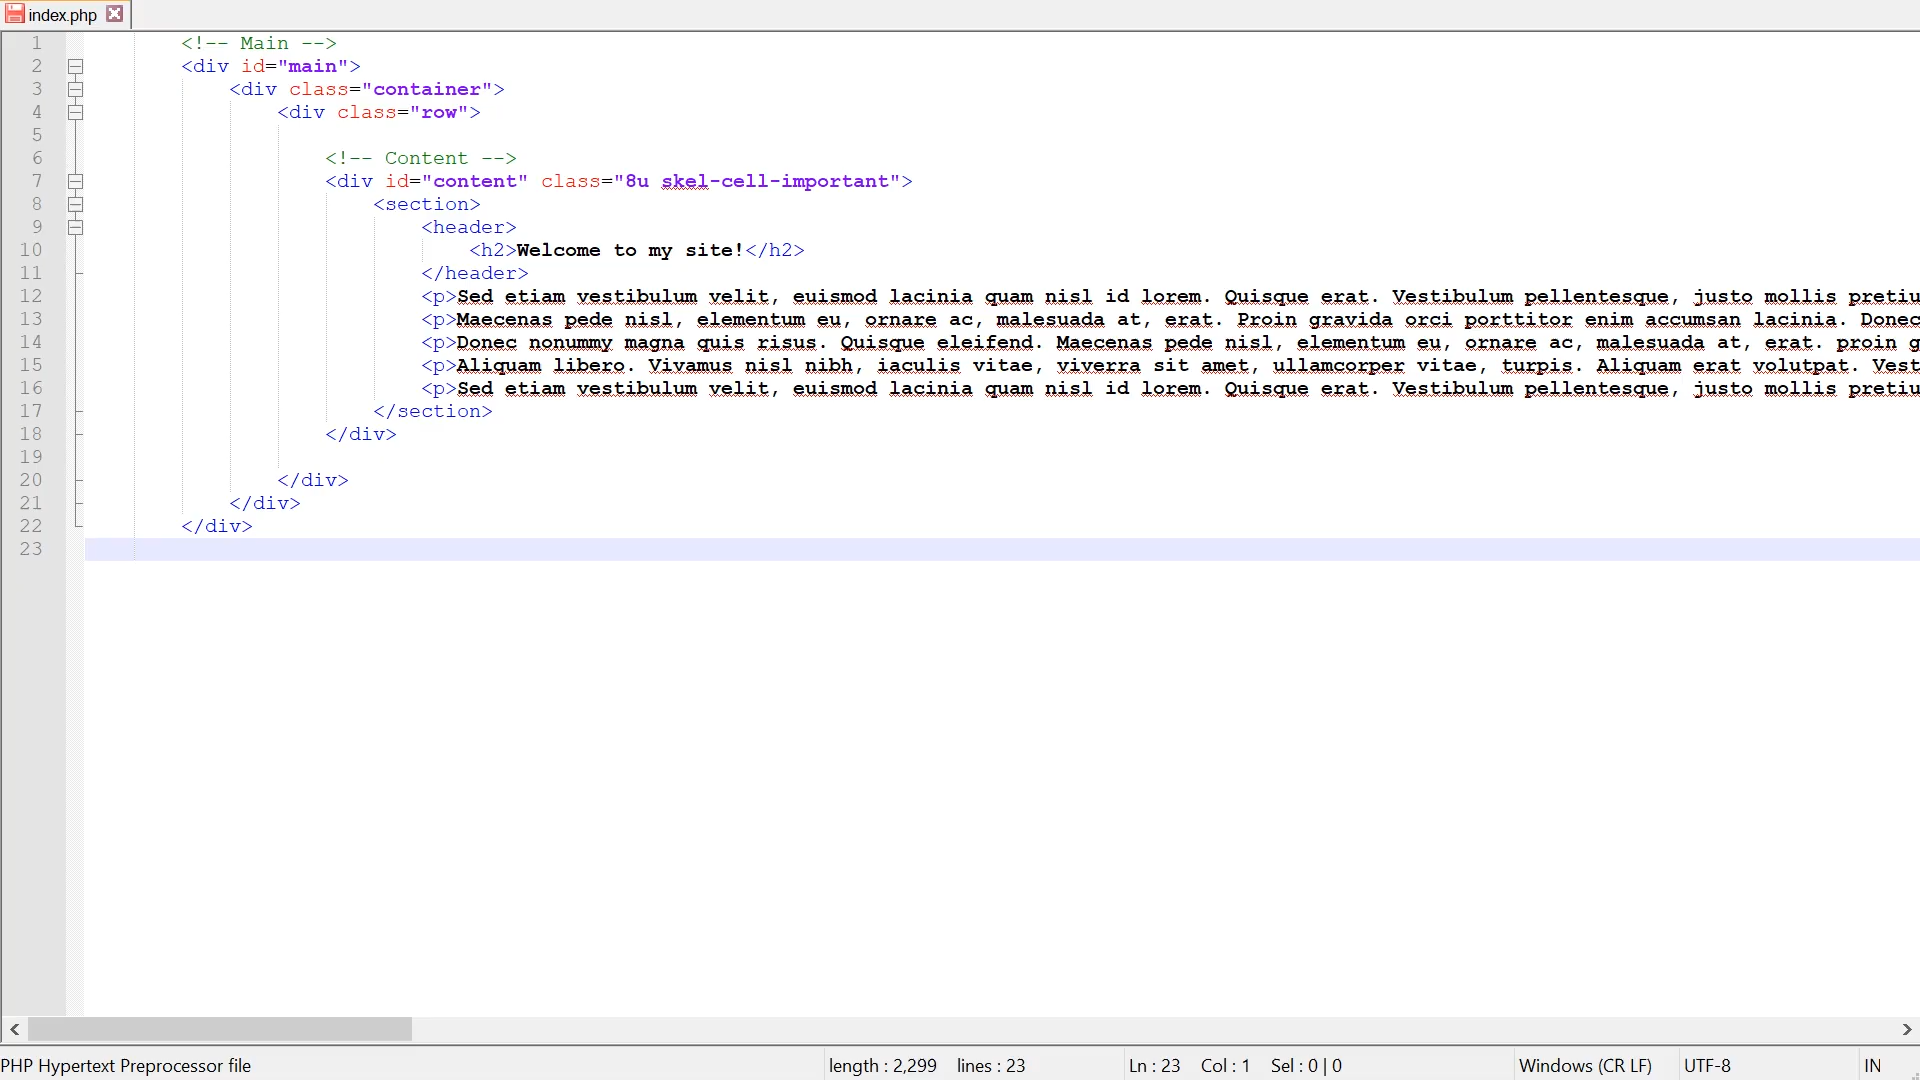 index.php
1 <!-- Main -->
2 <div id="main">
3 <div class="container">
4 <div class="row">
5
6 <!-- Content -->
7 <div id="content" class="8u skel-cell-important">
8 <section>
9 <header>
10 <h2>Welcome to my site!</h2>
11 </header>
12 <p>Sed etiam vestibulum velit, euismod lacinia quam nisl id lorem. Quisque erat. Vestibulum pellentesque, justo mollis pretiu
13 <p>Maecenas pede nisl, elementum eu, ornare ac, malesuada at, erat. Proin gravida orci porttitor enim accumsan lacinia. Donec
14 <p>Donec nonummy magna quis risus. Quisque eleifend. Maecenas pede nisl, elementum eu, ornare ac, malesuada at, erat. proin g
15 <p>Aliquam libero. Vivamus nisl nibh, iaculis vitae, viverra sit amet, ullamcorper vitae, turpis. Aliquam erat volutpat. Vest
16 <p>Sed etiam vestibulum velit, euismod lacinia quam nisl id lorem. Quisque erat. Vestibulum pellentesque, justo mollis pretiu
17 </section>
18 </div>
19
20 </div>
21 </div>
22 </div>
23
PHP Hypertext Preprocessor file length : 2,299 lines : 23 Ln : 23 Col : 1 Sel : 0 | 0 Windows (CR LF) UTF-8 IN